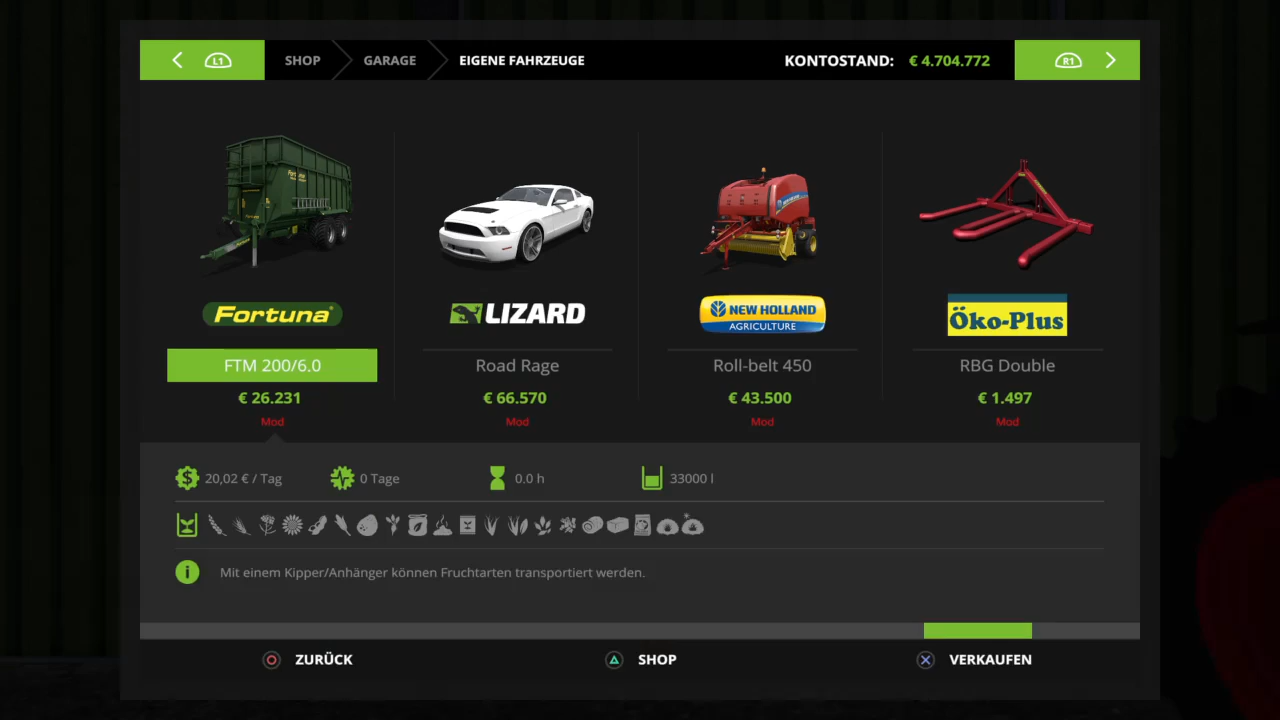 L1 SHOP GARAGE EIGENE FAHRZEUGE KONTOSTAND: € 4.704.772 R1
Fortuna
Fortuna LIZARD NEW HOLLAND AGRICULTURE Öko-Plus
FTM 200/6.0 Road Rage Roll-belt 450 RBG Double
€ 26.231 € 66.570 € 43.500 € 1.497
Mod Mod Mod Mod
20,02 € / Tag 0 Tage 0.0 h 33000 l
Mit einem Kipper/Anhänger können Fruchtarten transportiert werden.
ZURÜCK SHOP VERKAUFEN